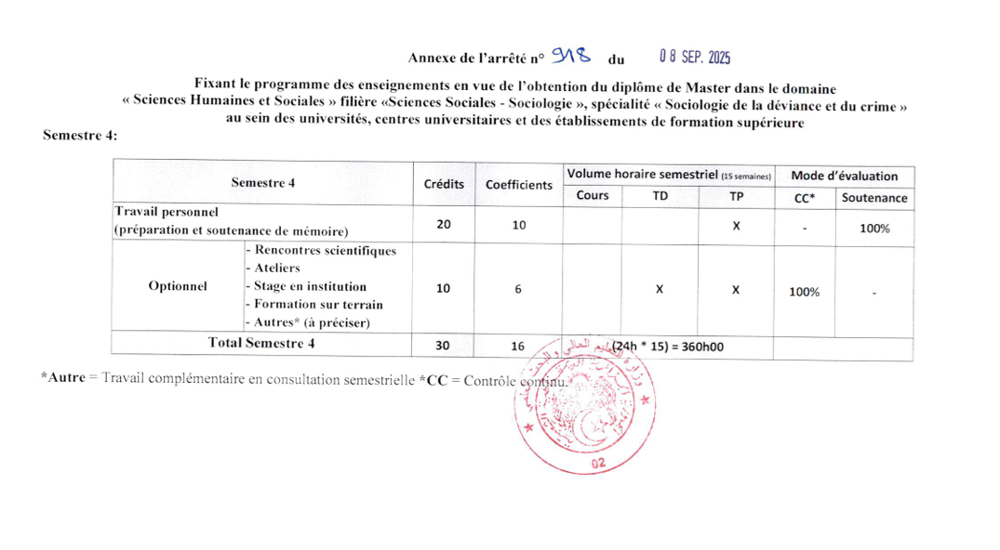 Annexe de l'arrêté n° 918 du 08 SEP. 2025
Fixant le programme des enseignements en vue de l'obtention du diplôme de Master dans le domaine
« Sciences Humaines et Sociales » filière «Sciences Sociales - Sociologie », spécialité « Sociologie de la déviance et du crime »
au sein des universités, centres universitaires et des établissements de formation supérieure
Semestre 4:
Semestre 4 Crédits Coefficients Volume horaire semestriel (15 semaines) Mode d'évaluation
Cours TD TP CC* Soutenance
Travail personnel
(préparation et soutenance de mémoire) 20 10 X - 100%
Optionnel
- Rencontres scientifiques
- Ateliers
- Stage en institution 10 6 X X 100% -
- Formation sur terrain
- Autres* (à préciser)
Total Semestre 4 30 16 (24h * 15) = 360h00
*Autre = Travail complémentaire en consultation semestrielle *CC = Contrôle continu.
02